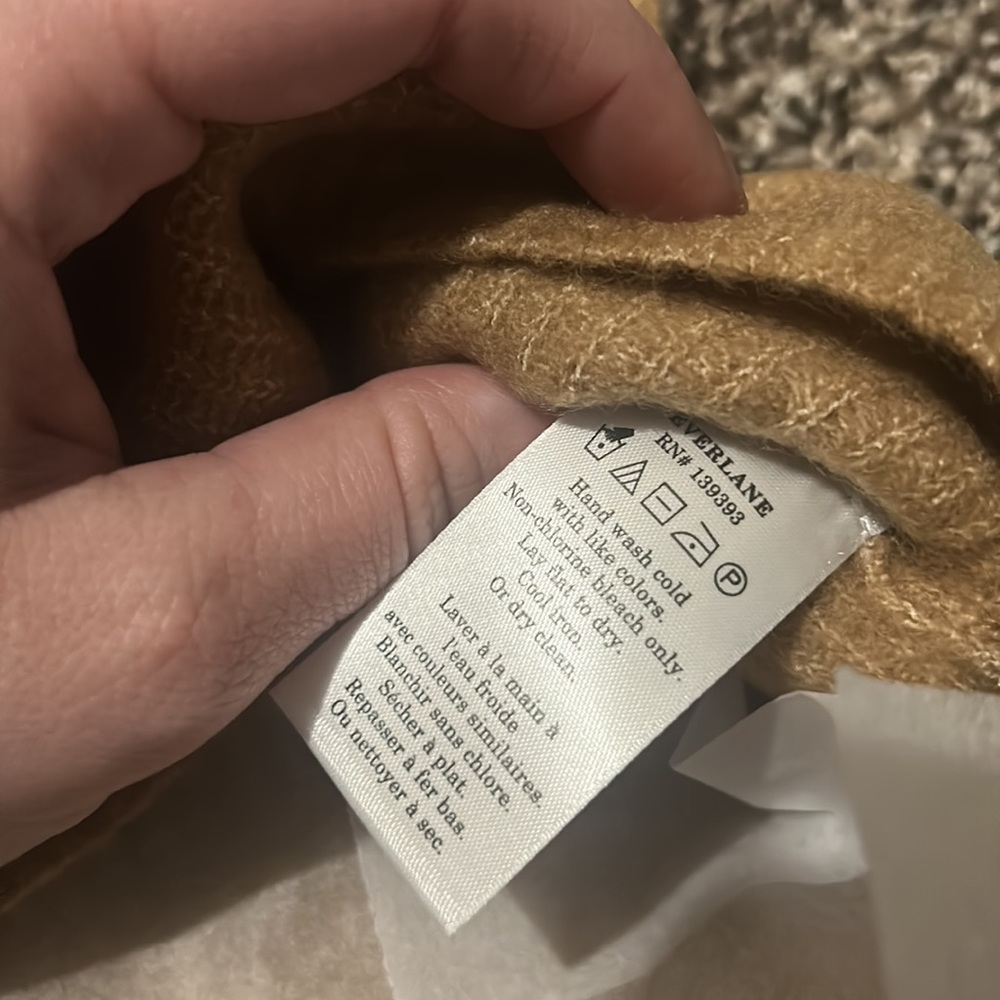 EVERLANE
RN# 139393
P
Hand wash cold
with like colors.
Non-chlorine bleach only.
Lay flat to dry.
Cool iron.
Or dry clean.
Laver à la main à
l'eau froide
avec couleurs similaires.
Blanchir sans chlore.
Sécher à plat.
Repasser à fer bas.
Ou nettoyer à sec.